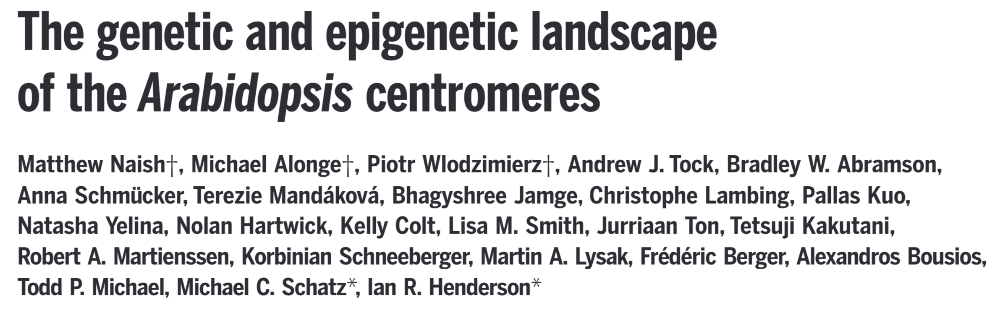 The genetic and epigenetic landscape
of the Arabidopsis centromeres
Matthew Naish†, Michael Alonge†, Piotr Wlodzimierz†, Andrew J. Tock, Bradley W. Abramson,
Anna Schmücker, Terezie Mandáková, Bhagyshree Jamge, Christophe Lambing, Pallas Kuo,
Natasha Yelina, Nolan Hartwick, Kelly Colt, Lisa M. Smith, Jurriaan Ton, Tetsuji Kakutani,
Robert A. Martienssen, Korbinian Schneeberger, Martin A. Lysak, Frédéric Berger, Alexandros Bousios,
Todd P. Michael, Michael C. Schatz*, Ian R. Henderson*